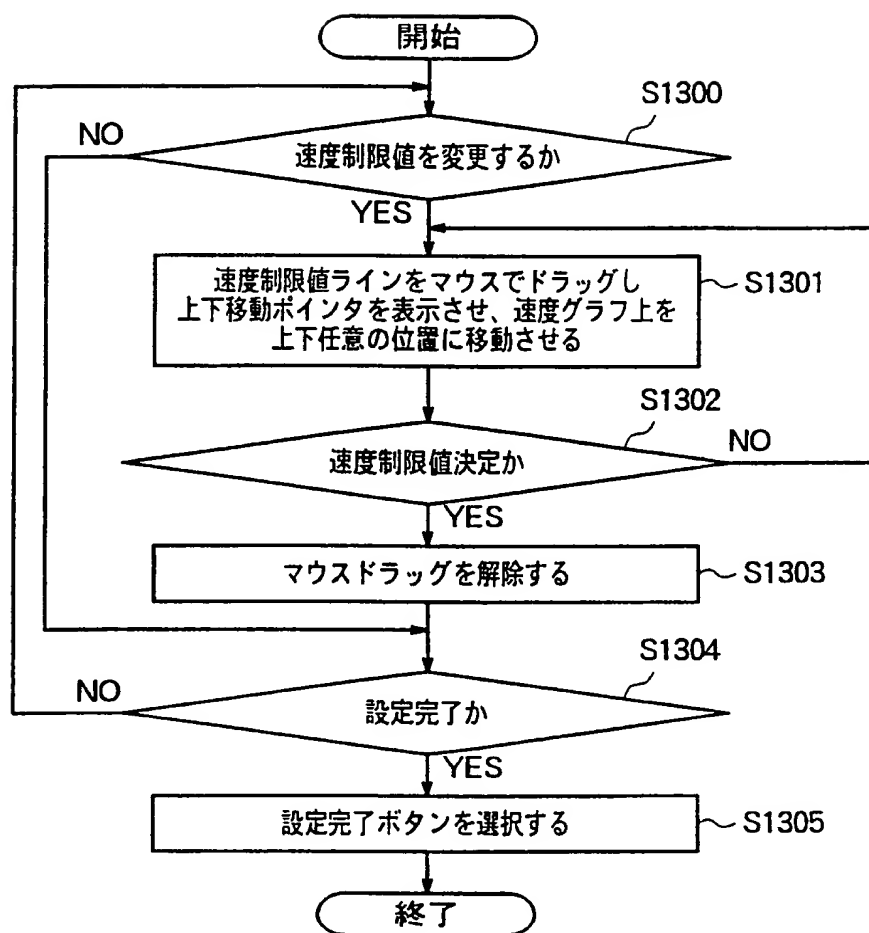 開始
S1300
NO
速度制限値を変更するか
YES
速度制限値ラインをマウスでドラッグし
上下移動ポインタを表示させ、速度グラフ上を
上下任意の位置に移動させる
S1301
S1302
速度制限値決定か
NO
YES
マウスドラッグを解除する
S1303
S1304
NO
設定完了か
YES
設定完了ボタンを選択する
S1305
終了